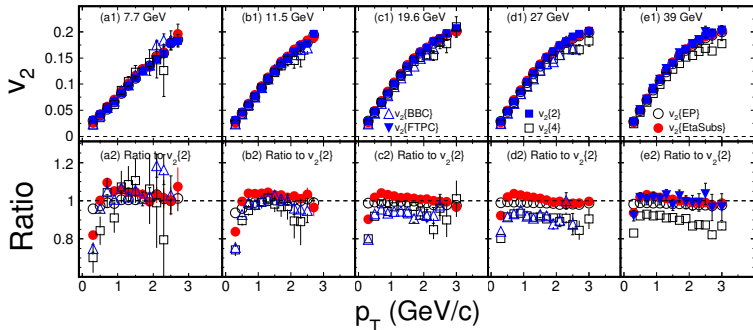 (a1) 7.7 GeV
(b1) 11.5 GeV
(c1) 19.6 GeV
(d1) 27 GeV
(e1) 39 GeV
v₂
0.2
0.15
0.1
0.05
0
v₂{BBC}
v₂{FTPC}
v₂{2}
v₂{4}
v₂{EP}
v₂{EtaSubs}
(a2) Ratio to v₂{2}
(b2) Ratio to v₂{2}
(c2) Ratio to v₂{2}
(d2) Ratio to v₂{2}
(e2) Ratio to v₂{2}
Ratio
1.2
1
0.8
0 1 2 3 0 1 2 3 0 1 2 3 0 1 2 3 0 1 2 3
p_T (GeV/c)